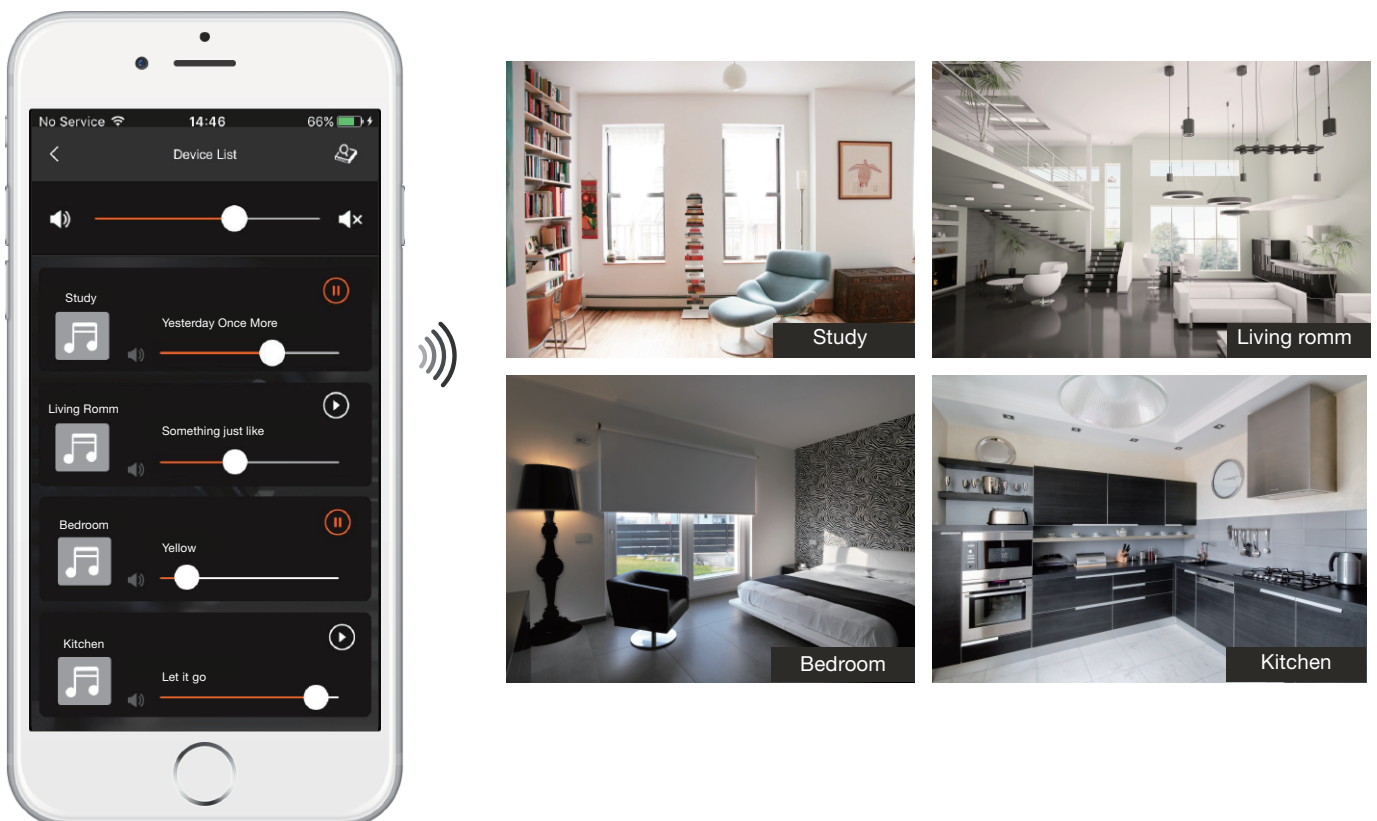 No Service 14:46 66%
Device List
Study
Yesterday Once More
Living Romm
Something just like
Bedroom
Yellow
Kitchen
Let it go
Study
Living romm
Bedroom
Kitchen